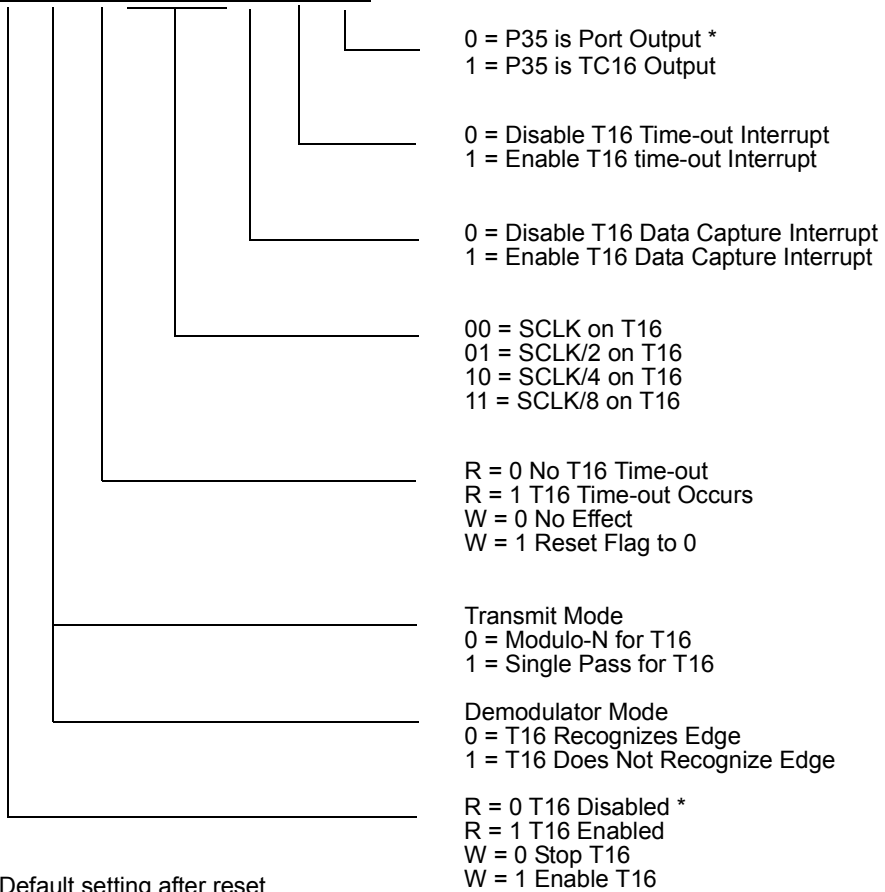 0 = P35 is Port Output *
1 = P35 is TC16 Output
0 = Disable T16 Time-out Interrupt
1 = Enable T16 time-out Interrupt
0 = Disable T16 Data Capture Interrupt
1 = Enable T16 Data Capture Interrupt
00 = SCLK on T16
01 = SCLK/2 on T16
10 = SCLK/4 on T16
11 = SCLK/8 on T16
R = 0 No T16 Time-out
R = 1 T16 Time-out Occurs
W = 0 No Effect
W = 1 Reset Flag to 0
Transmit Mode
0 = Modulo-N for T16
1 = Single Pass for T16
Demodulator Mode
0 = T16 Recognizes Edge
1 = T16 Does Not Recognize Edge
R = 0 T16 Disabled *
R = 1 T16 Enabled
W = 0 Stop T16
W = 1 Enable T16
Default setting after reset